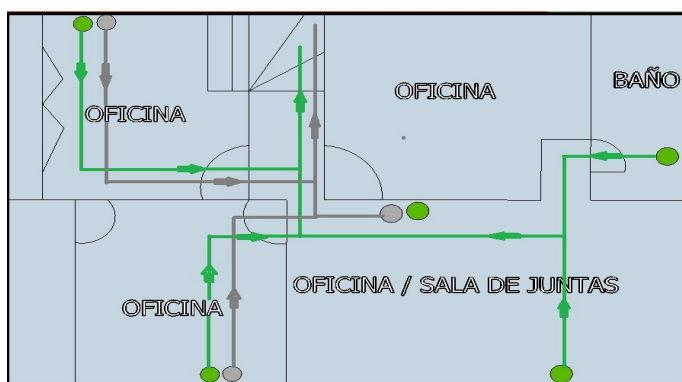 OFICINA
OFICINA
BAÑO
OFICINA
OFICINA / SALA DE JUNTAS